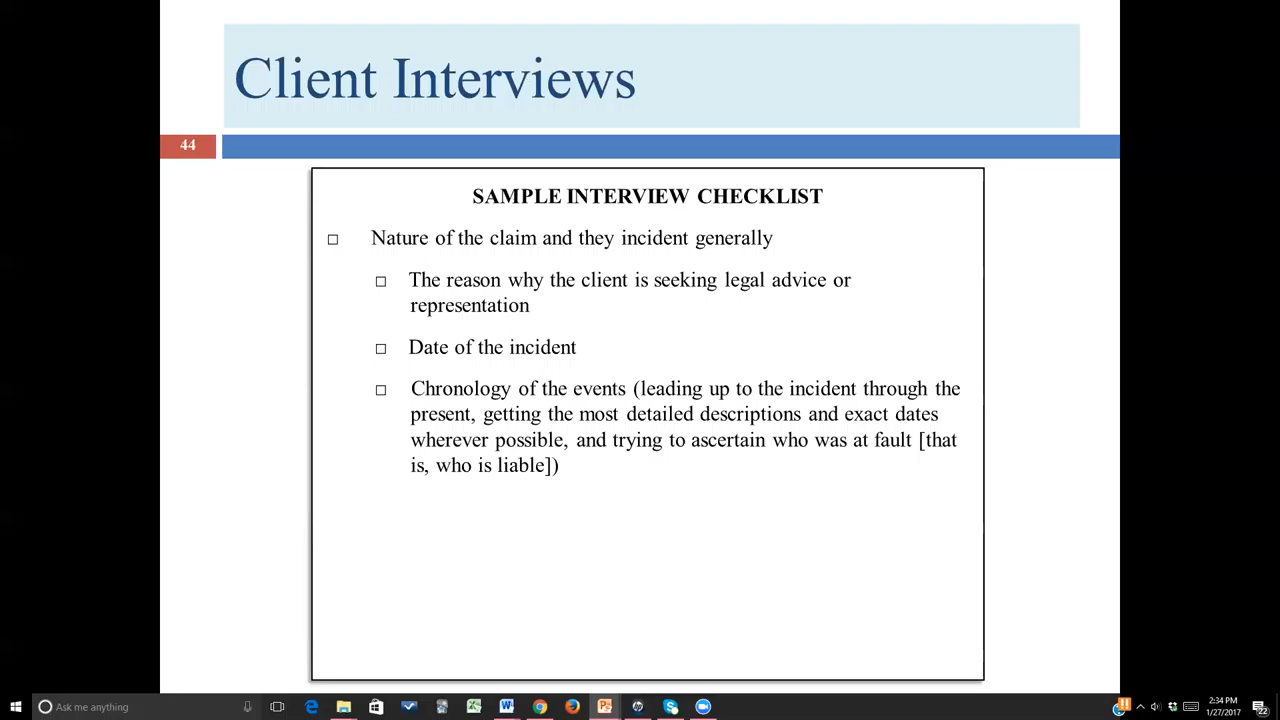 Client Interviews
44
SAMPLE INTERVIEW CHECKLIST
Nature of the claim and they incident generally
The reason why the client is seeking legal advice or
representation
Date of the incident
Chronology of the events (leading up to the incident through the
present, getting the most detailed descriptions and exact dates
wherever possible, and trying to ascertain who was at fault [that
is, who is liable])
Ask me anything
2:34 PM
1/27/2017
22